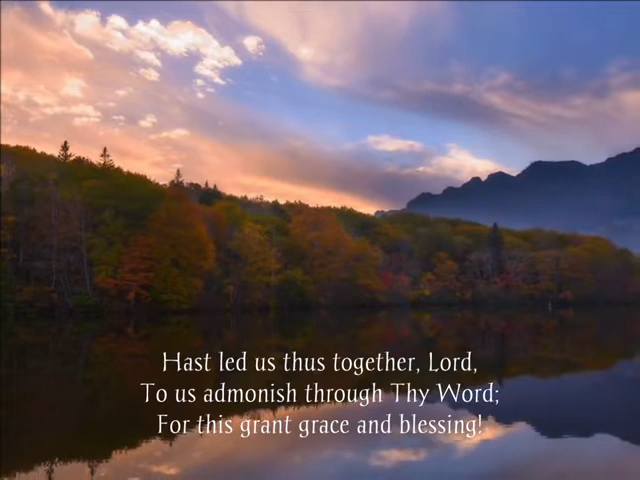 Hast led us thus together, Lord,
To us admonish through Thy Word;
For this grant grace and blessing!